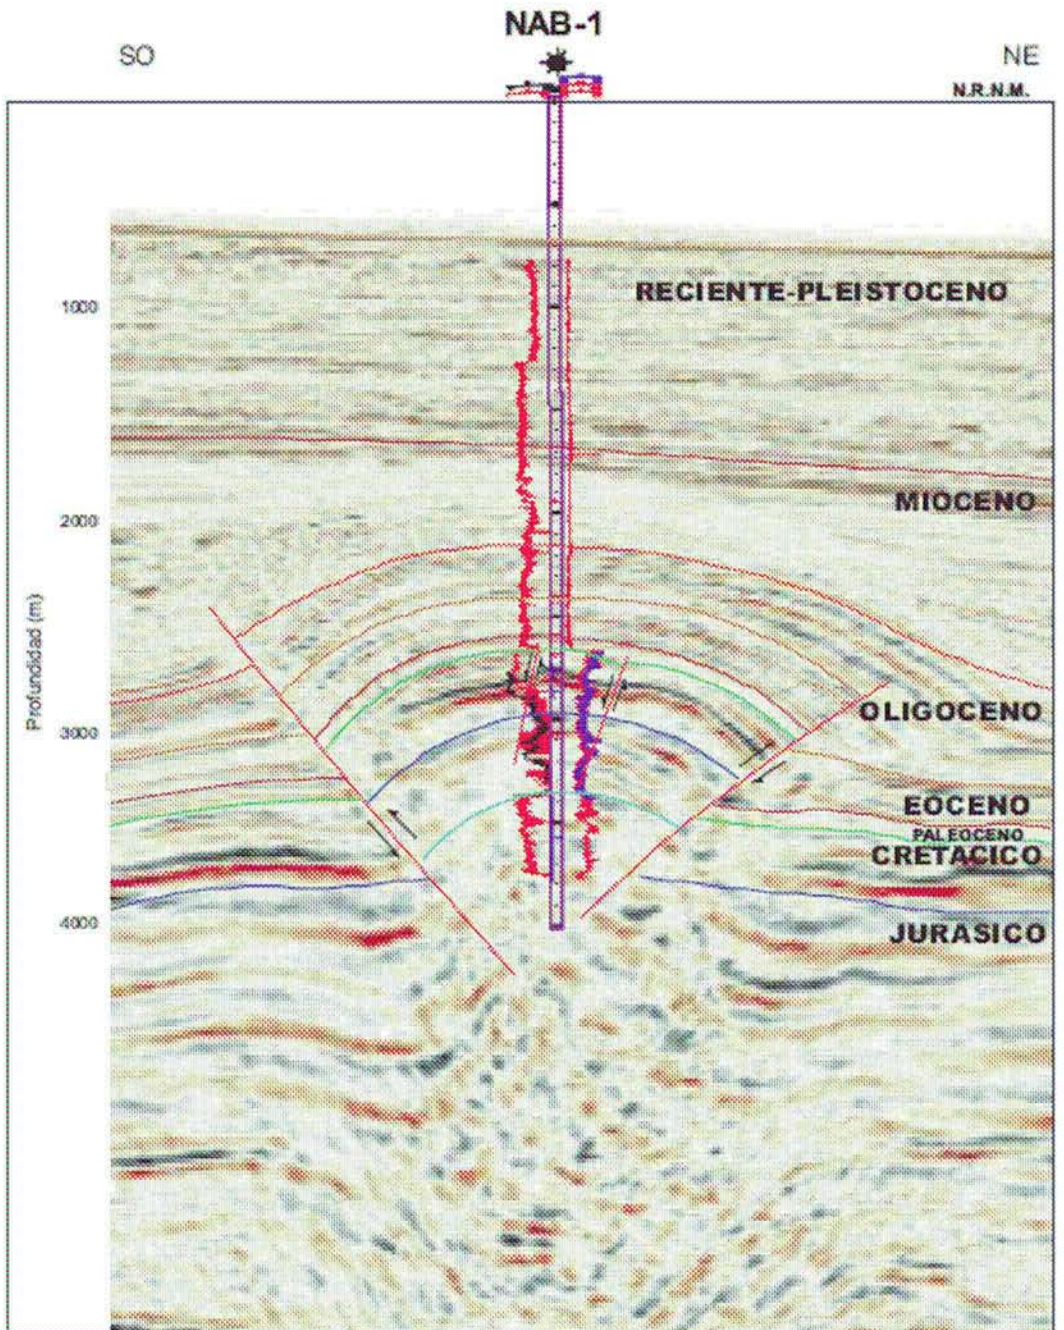 NAB-1
SO
NE
N.R.N.M.
RECIENTE-PLEISTOCENO
1000
MIOCENO
2000
Profundidad (m)
OLIGOCENO
3000
EOCENO
PALEOCENO
CRETACICO
4000
JURASICO